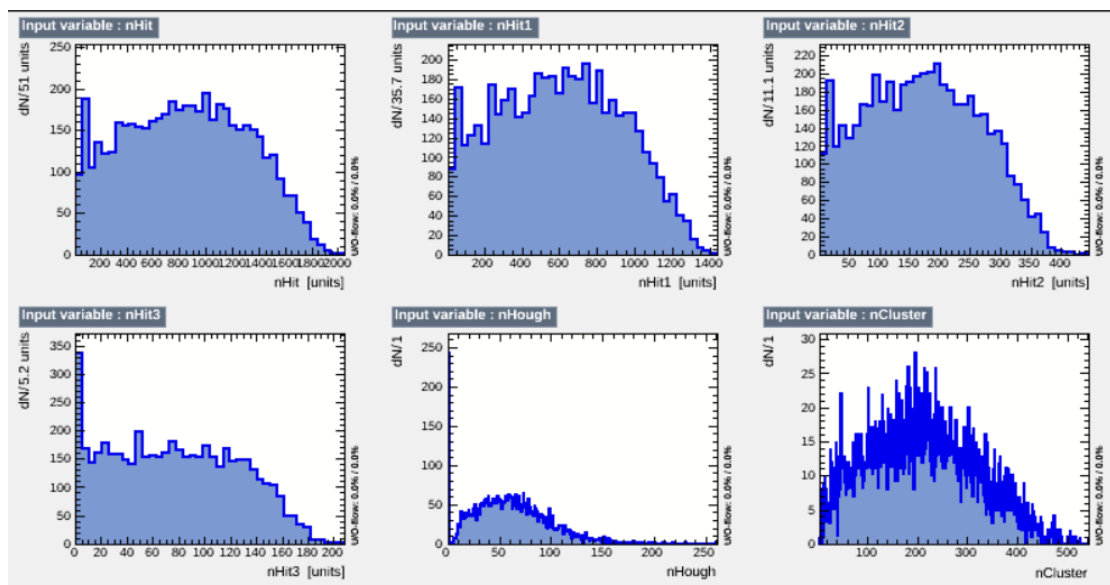 Input variable : nHit
dN/51 units
250
200
150
100
50
0
200 400 600 800 1000 1200 1400 1600 1800 2000
nHit [units]
U/O-flow: 0.0% / 0.0%
Input variable : nHit1
dN/35.7 units
200
180
160
140
120
100
80
60
40
20
0
200 400 600 800 1000 1200 1400
nHit1 [units]
U/O-flow: 0.0% / 0.0%
Input variable : nHit2
dN/11.1 units
220
200
180
160
140
120
100
80
60
40
20
0
50 100 150 200 250 300 350 400
nHit2 [units]
U/O-flow: 0.0% / 0.0%
Input variable : nHit3
dN/5.2 units
350
300
250
200
150
100
50
0
0 20 40 60 80 100 120 140 160 180 200
nHit3 [units]
U/O-flow: 0.0% / 0.0%
Input variable : nHough
dN/1
250
200
150
100
50
0
0 50 100 150 200 250
nHough
U/O-flow: 0.0% / 0.0%
Input variable : nCluster
dN/1
30
25
20
15
10
5
0
100 200 300 400 500
nCluster
U/O-flow: 0.0% / 0.0%